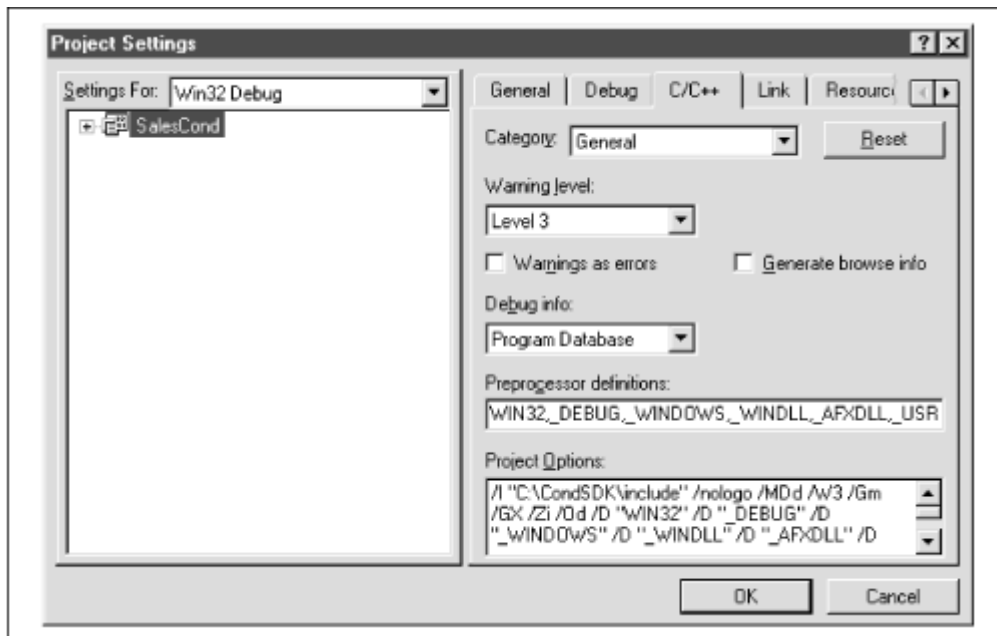 Project Settings
Settings For: Win32 Debug
SalesCond
General Debug C/C++ Link Resourc
Category: General Reset
Warning level:
Level 3
Warnings as errors Generate browse info
Debug info:
Program Database
Preprocessor definitions:
WIN32,_DEBUG,_WINDOWS,_WINDLL,_AFXDLL,_USR
Project Options:
/I "C:\CondSDK\include" /nologo /MDd /W3 /Gm
/GX /Zi /Od /D "WIN32" /D "_DEBUG" /D
"_WINDOWS" /D "_WINDLL" /D "_AFXDLL" /D
OK Cancel